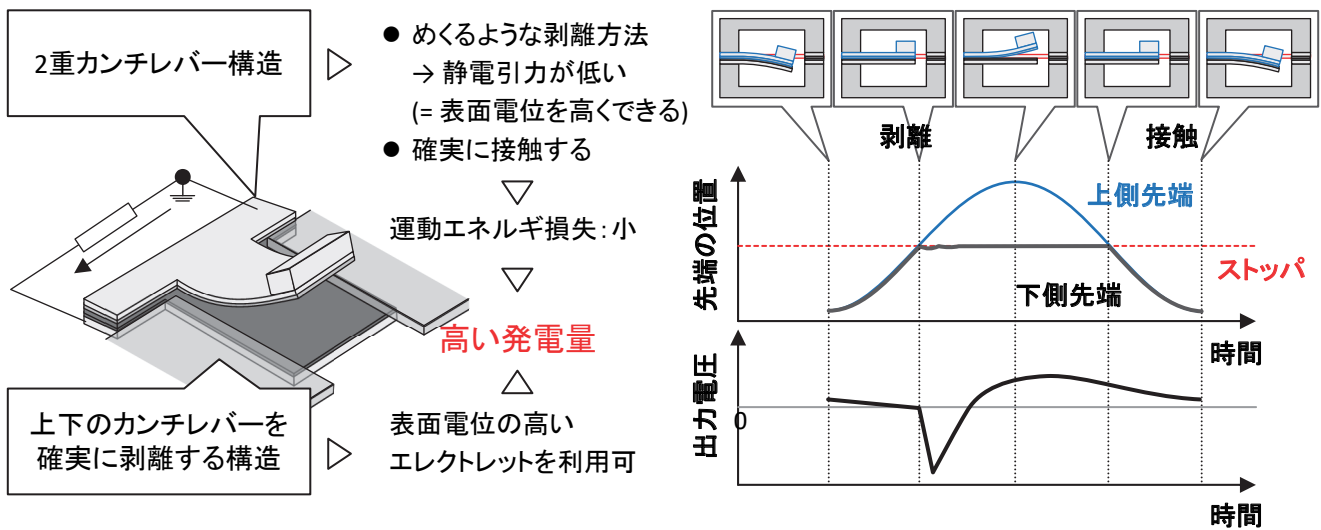 2重カンチレバー構造
● めくるような剥離方法
→ 静電引力が低い
(= 表面電位を高くできる)
● 確実に接触する
運動エネルギ損失：小
高い発電量
表面電位の高い
エレクトレットを利用可
上下のカンチレバーを
確実に剥離する構造
剥離
接触
先端の位置
上側先端
ストッパ
下側先端
時間
出力電圧
0
時間